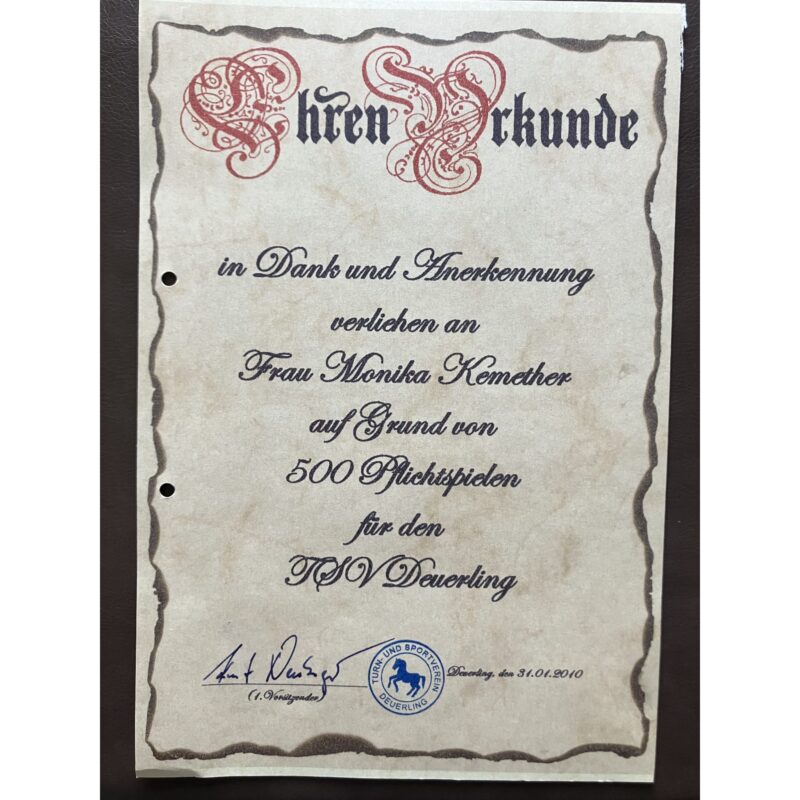 Ehren Urkunde
in Dank und Anerkennung
verliehen an
Frau Monika Kemether
auf Grund von
500 Pflichtspielen
für den
TSV Deuerling
TURN- UND SPORTVEREIN
DEUERLING
Deuerling, den 31.01.2010
(1. Vorsitzender)